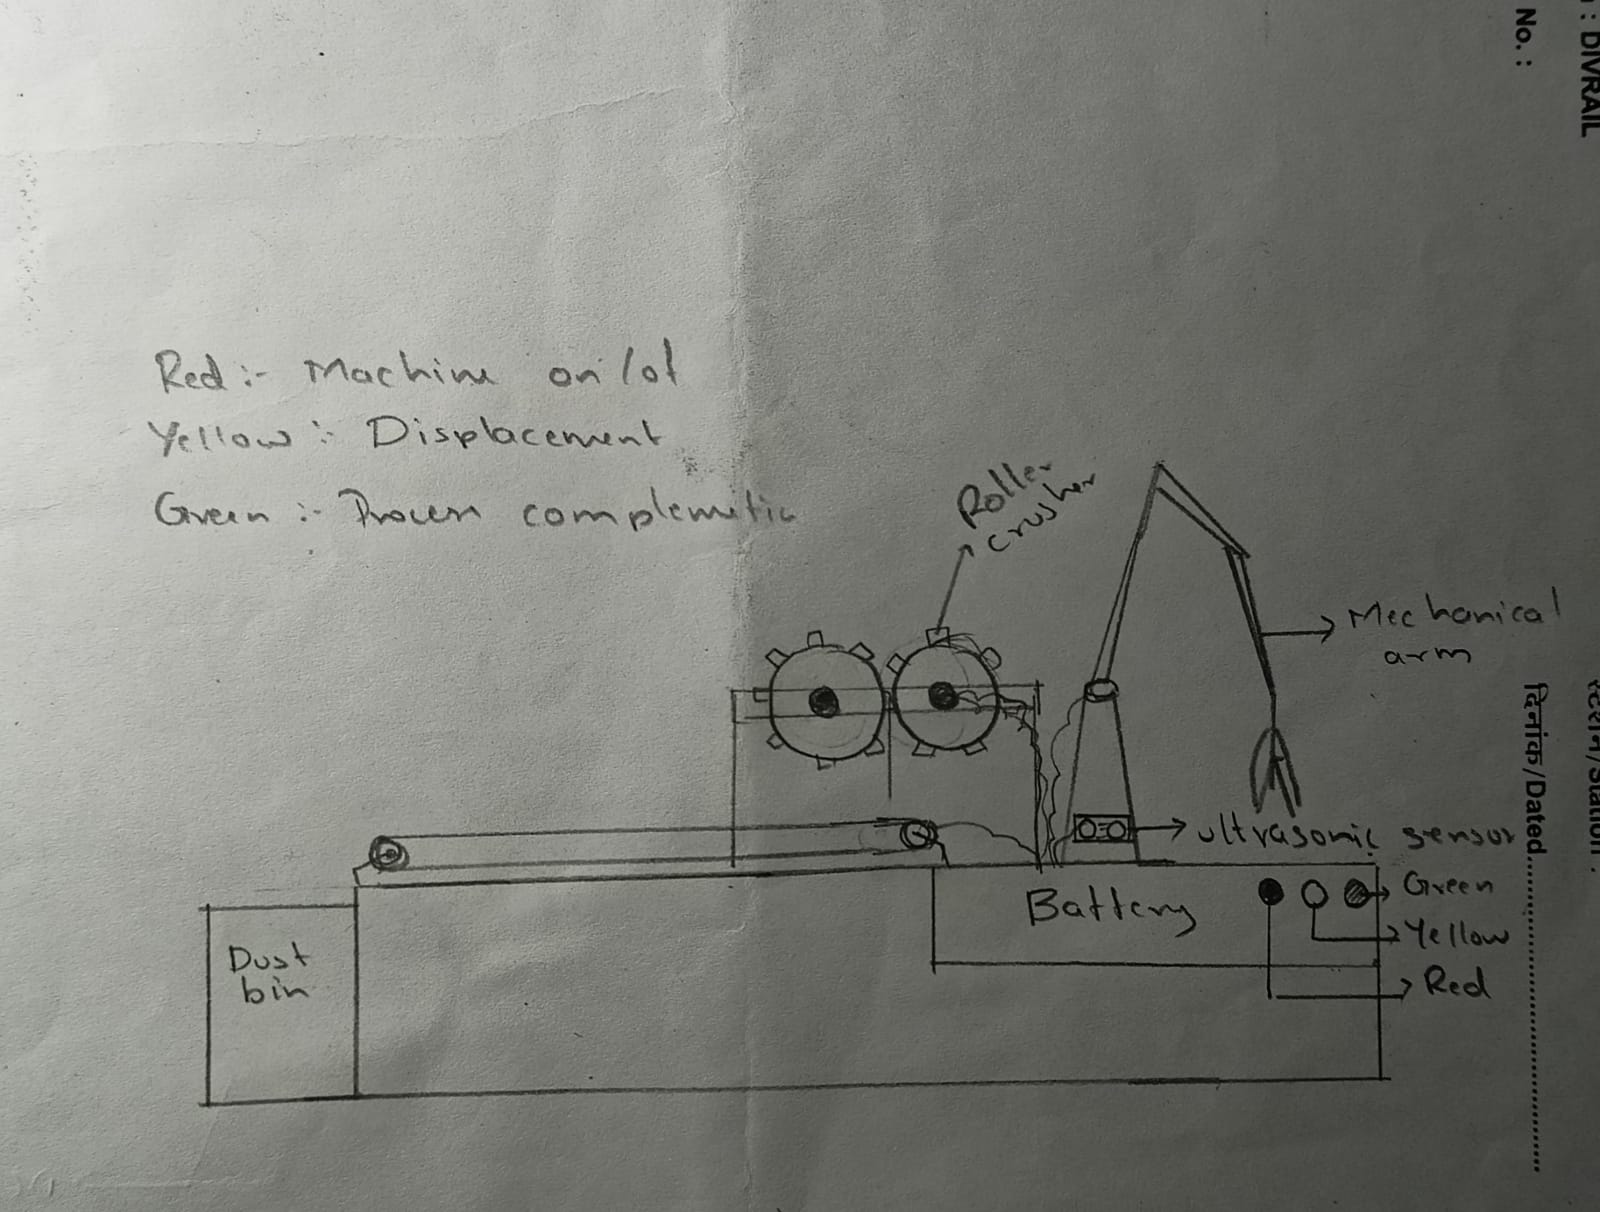 : DIVRAIL
No. :
Red :- Machine on/of
Yellow :- Displacement
Green :- Process complemetic
Roller
crusher
Mechanical
arm
ultrasonic sensor
Green
Battery
Yellow
Red
Dust
bin
स्टेशन/Station :
दिनांक/Dated